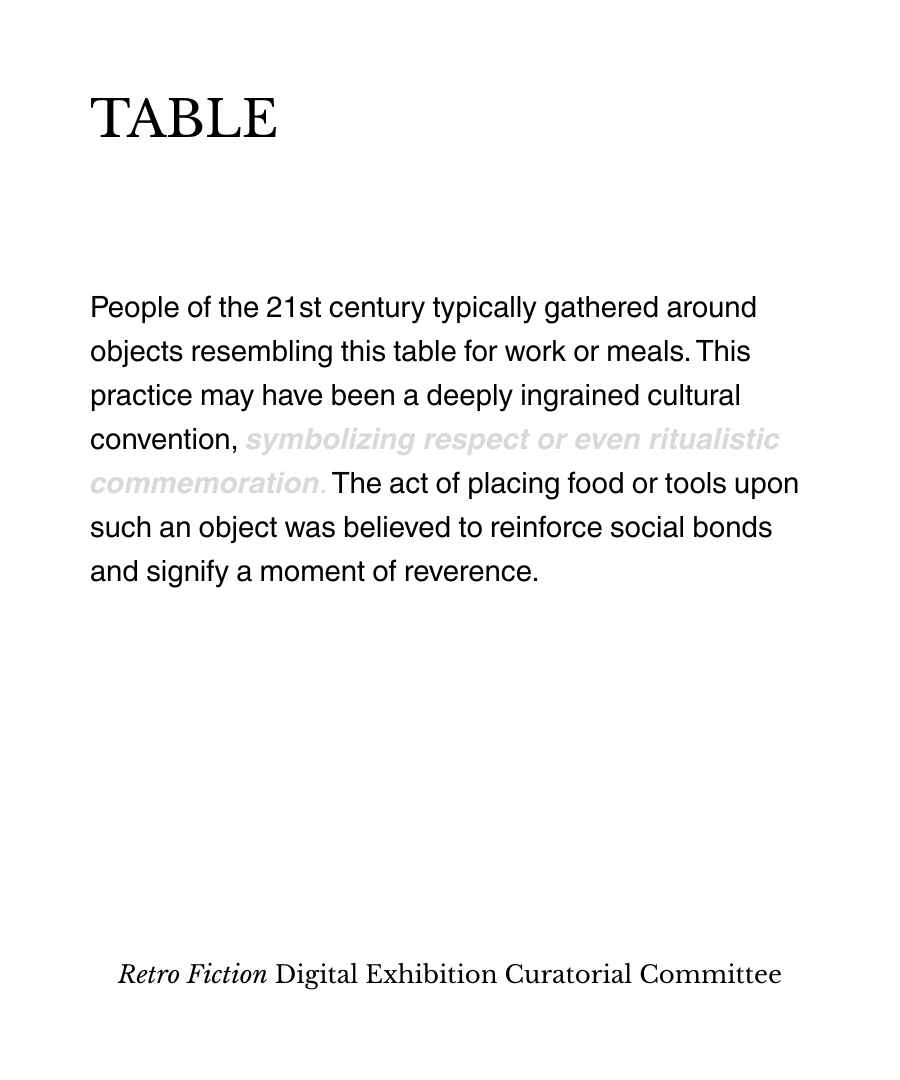 TABLE
People of the 21st century typically gathered around
objects resembling this table for work or meals. This
practice may have been a deeply ingrained cultural
convention, symbolizing respect or even ritualistic
commemoration. The act of placing food or tools upon
such an object was believed to reinforce social bonds
and signify a moment of reverence.
Retro Fiction Digital Exhibition Curatorial Committee